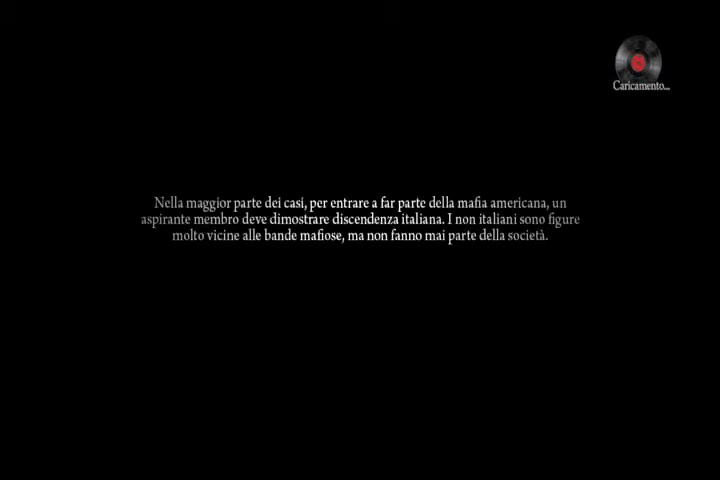 Caricamento...
Nella maggior parte dei casi, per entrare a far parte della mafia americana, un
aspirante membro deve dimostrare discendenza italiana. I non italiani sono figure
molto vicine alle bande mafiose, ma non fanno mai parte della società.